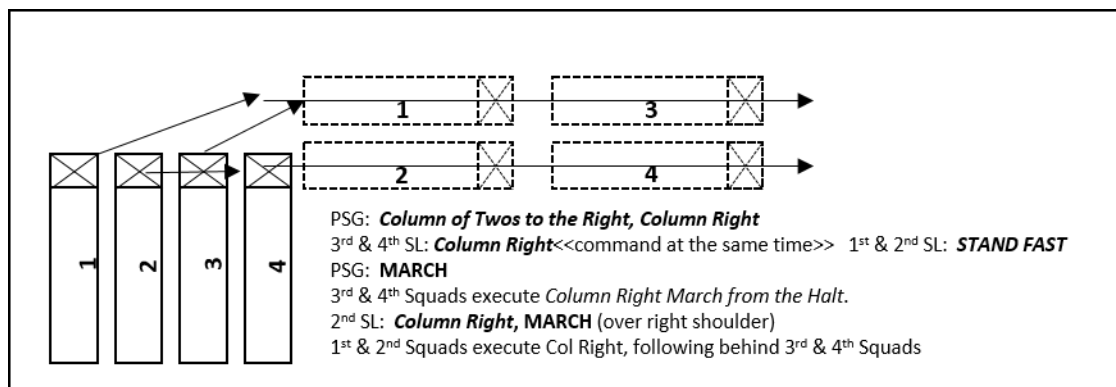 1 3
2 4
1 2 3 4
PSG: Column of Twos to the Right, Column Right
3rd & 4th SL: Column Right<<command at the same time>> 1st & 2nd SL: STAND FAST
PSG: MARCH
3rd & 4th Squads execute Column Right March from the Halt.
2nd SL: Column Right, MARCH (over right shoulder)
1st & 2nd Squads execute Col Right, following behind 3rd & 4th Squads